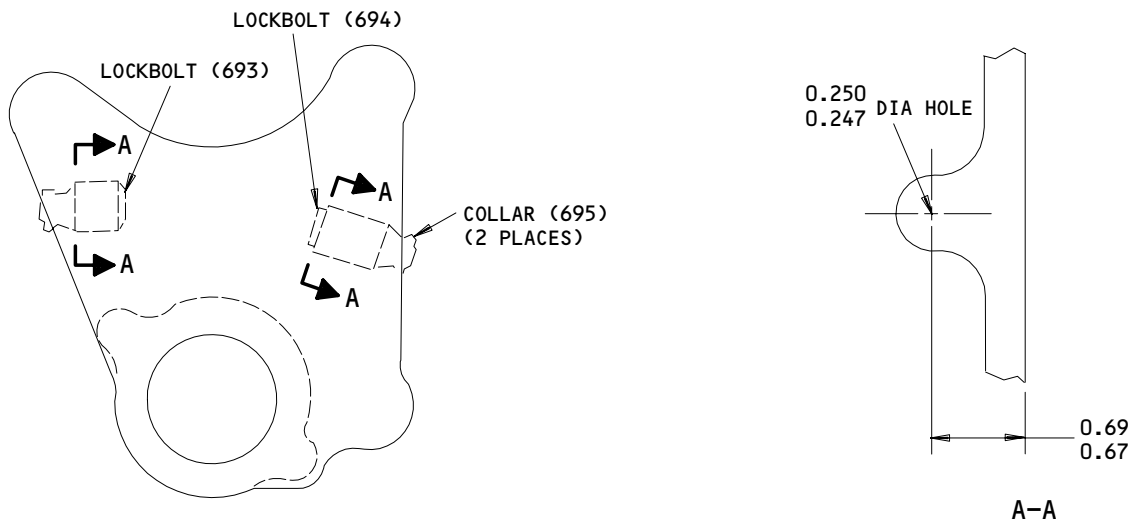 LOCKBOLT (694)
LOCKBOLT (693)
A
A
A
A
COLLAR (695)
(2 PLACES)
0.250
0.247
DIA HOLE
0.69
0.67
A-A